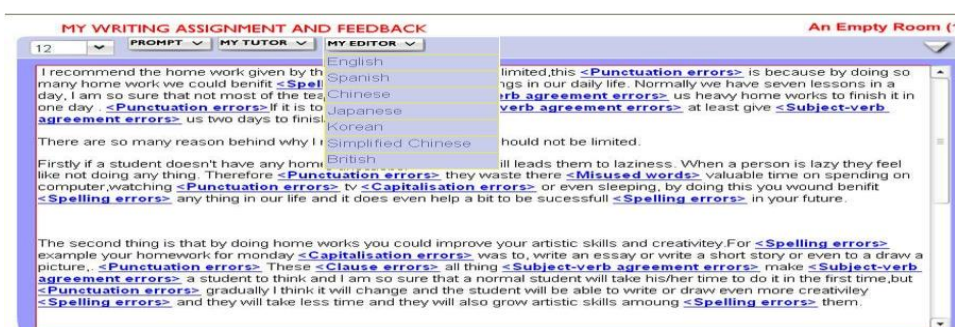 MY WRITING ASSIGNMENT AND FEEDBACK
An Empty Room (
12
PROMPT
MY TUTOR
MY EDITOR
English
Spanish
Chinese
Japanese
Korean
Simplified Chinese
British
I recommend the home work given by th limited,this <Punctuation errors> is because by doing so
many home work we could benifit <Spel ngs in our daily life. Normally we have seven lessons in a
day, I am so sure that not most of the tea rb agreement errors> us heavy home works to finish it in
one day . <Punctuation errors>If it is to verb agreement errors> at least give <Subject-verb
agreement errors> us two days to finish
There are so many reason behind why I hould not be limited.
Firstly if a student doesn't have any home ill leads them to laziness. When a person is lazy they feel
like not doing any thing. Therefore <Punctuation errors> they waste there <Misused words> valuable time on spending on
computer,watching <Punctuation errors> tv <Capitalisation errors> or even sleeping, by doing this you wound benifit
<Spelling errors> any thing in our life and it does even help a bit to be sucessfull <Spelling errors> in your future.
The second thing is that by doing home works you could improve your artistic skills and creativitey.For <Spelling errors>
example your homework for monday <Capitalisation errors> was to, write an essay or write a short story or even to a draw a
picture,. <Punctuation errors> These <Clause errors> all thing <Subject-verb agreement errors> make <Subject-verb
agreement errors> a student to think and I am so sure that a normal student will take his/her time to do it in the first time,but
<Punctuation errors> gradually I think it will change and the student will be able to write or draw even more creativiley
<Spelling errors> and they will take less time and they will also grow artistic skills amoung <Spelling errors> them.